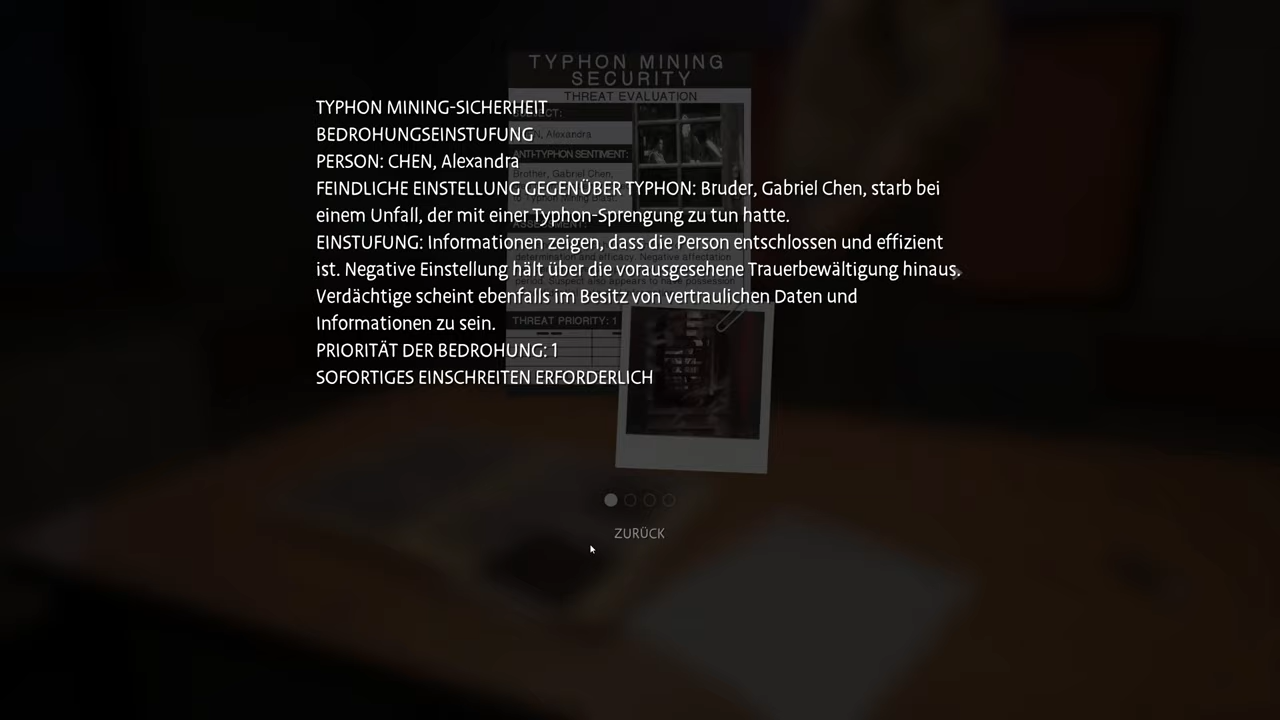 TYPHON MINING
SECURITY
THREAT EVALUATION
TYPHON MINING-SICHERHEIT
BEDROHUNGSEINSTUFUNG
PERSON: CHEN, Alexandra
FEINDLICHE EINSTELLUNG GEGENÜBER TYPHON: Bruder, Gabriel Chen, starb bei
einem Unfall, der mit einer Typhon-Sprengung zu tun hatte.
EINSTUFUNG: Informationen zeigen, dass die Person entschlossen und effizient
ist. Negative Einstellung hält über die vorausgesehene Trauerbewältigung hinaus.
Verdächtige scheint ebenfalls im Besitz von vertraulichen Daten und
Informationen zu sein.
PRIORITÄT DER BEDROHUNG: 1
SOFORTIGES EINSCHREITEN ERFORDERLICH
Alexandra
ANTI-TYPHON SENTIMENT:
Brother, Gabriel Chen,
THREAT PRIORITY: 1
ZURÜCK